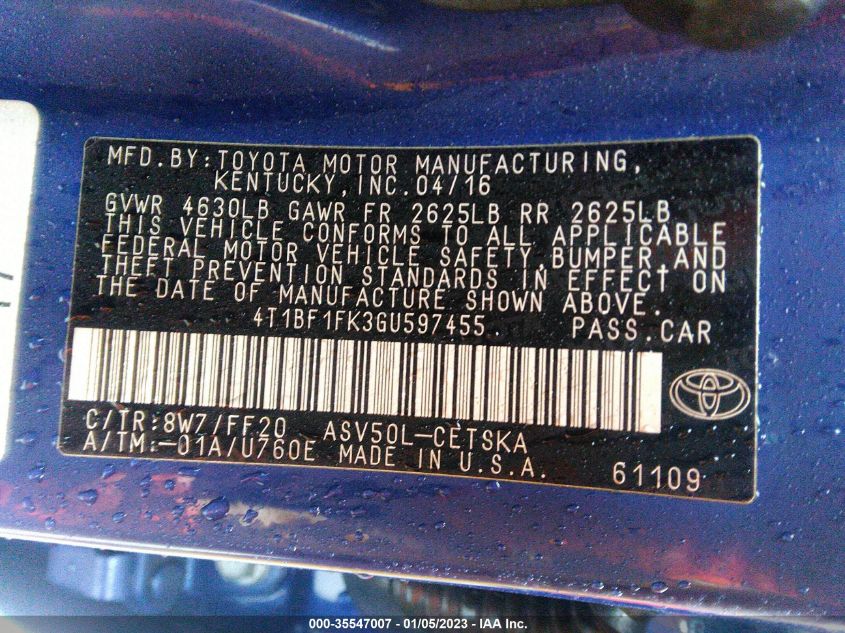 MFD.BY:TOYOTA MOTOR MANUFACTURING,
KENTUCKY,INC.04/16
GVWR 4630LB GAWR FR 2625LB RR 2625LB
THIS VEHICLE CONFORMS TO ALL APPLICABLE
FEDERAL MOTOR VEHICLE SAFETY,BUMPER,AND
THEFT PREVENTION STANDARDS IN EFFECT ON
THE DATE OF MANUFACTURE SHOWN ABOVE.
4T1BF1FK3GU597455 PASS.CAR
C/TR:8W7/FF20 ASV50L-CETSKA
A/TM:-01A/U760E MADE IN U.S.A. 61109
000-35547007 - 01/05/2023 - IAA Inc.